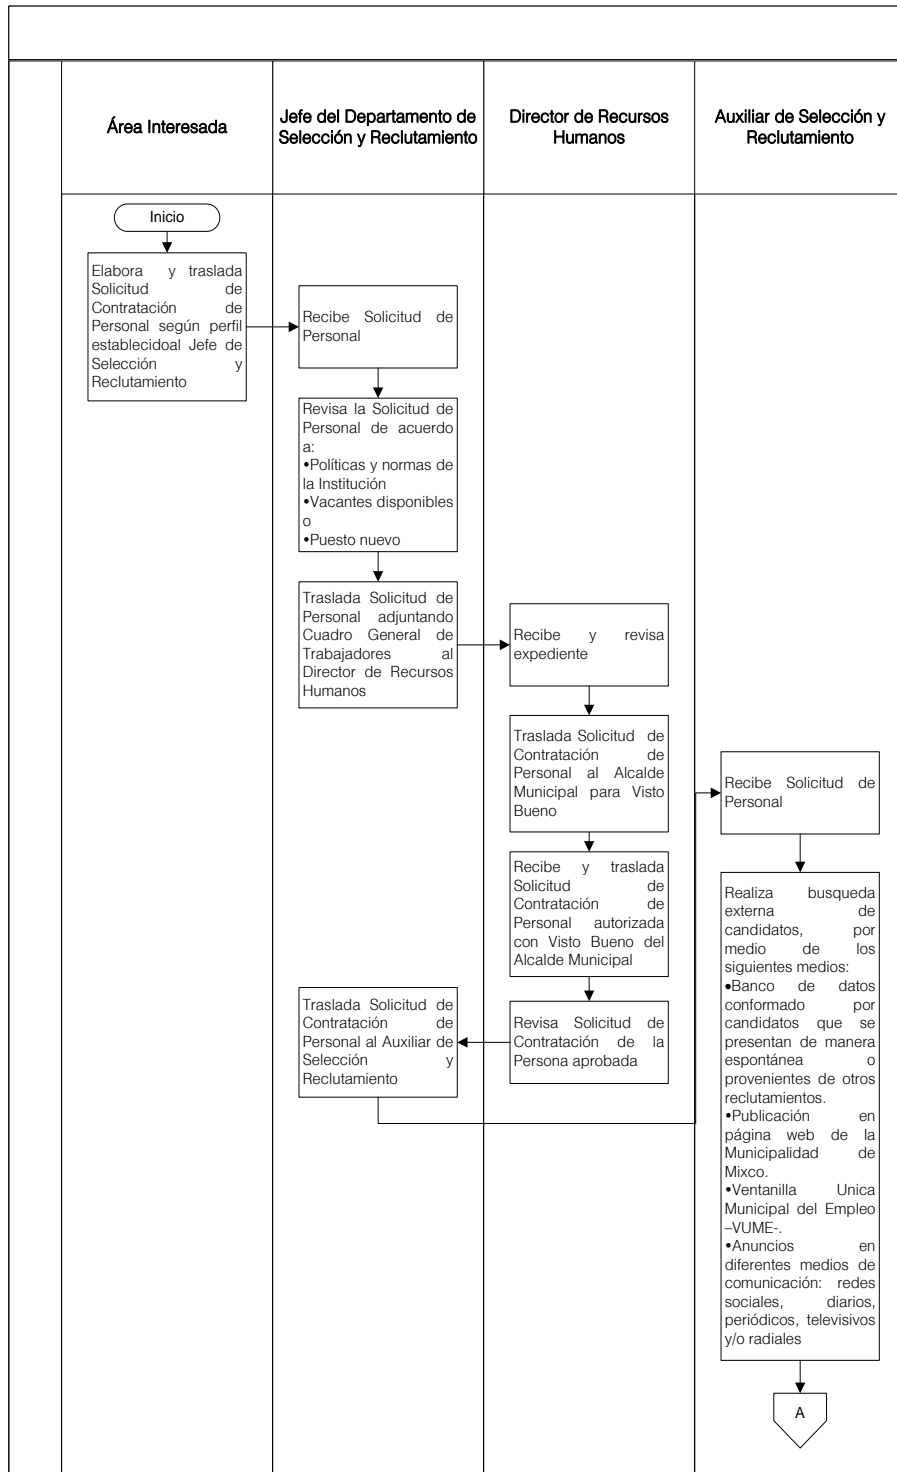 Área Interesada
Jefe del Departamento de
Selección y Reclutamiento
Director de Recursos
Humanos
Auxiliar de Selección y
Reclutamiento
Inicio
Elabora y traslada
Solicitud de
Contratación de
Personal según perfil
establecidoal Jefe de
Selección y
Reclutamiento
Recibe Solicitud de
Personal
Revisa la Solicitud de
Personal de acuerdo
a:
•Políticas y normas de
la Institución
•Vacantes disponibles
o
•Puesto nuevo
Traslada Solicitud de
Personal adjuntando
Cuadro General de
Trabajadores al
Director de Recursos
Humanos
Recibe y revisa
expediente
Traslada Solicitud de
Contratación de
Personal al Alcalde
Municipal para Visto
Bueno
Recibe y traslada
Solicitud de
Contratación de
Personal autorizada
con Visto Bueno del
Alcalde Municipal
Revisa Solicitud de
Contratación de la
Persona aprobada
Traslada Solicitud de
Contratación de
Personal al Auxiliar de
Selección y
Reclutamiento
Recibe Solicitud de
Personal
Realiza busqueda
externa de
candidatos, por
medio de los
siguientes medios:
•Banco de datos
conformado por
candidatos que se
presentan de manera
espontánea o
provenientes de otros
reclutamientos.
•Publicación en
página web de la
Municipalidad de
Mixco.
•Ventanilla Unica
Municipal del Empleo
–VUME-.
•Anuncios en
diferentes medios de
comunicación: redes
sociales, diarios,
periódicos, televisivos
y/o radiales
A